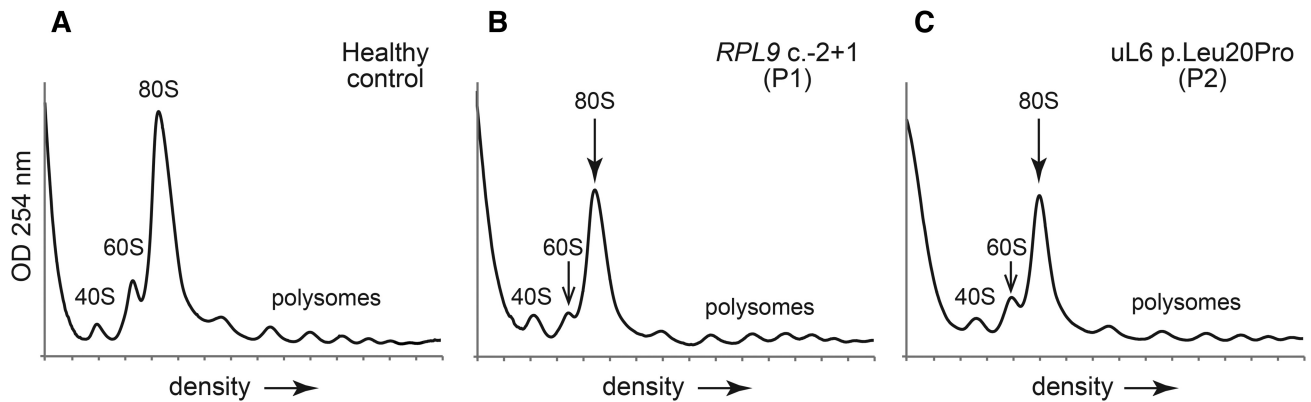 A
Healthy
control
80S
60S
40S
polysomes
OD 254 nm
density
B
RPL9 c.-2+1
(P1)
80S
60S
40S
polysomes
density
C
uL6 p.Leu20Pro
(P2)
80S
60S
40S
polysomes
density